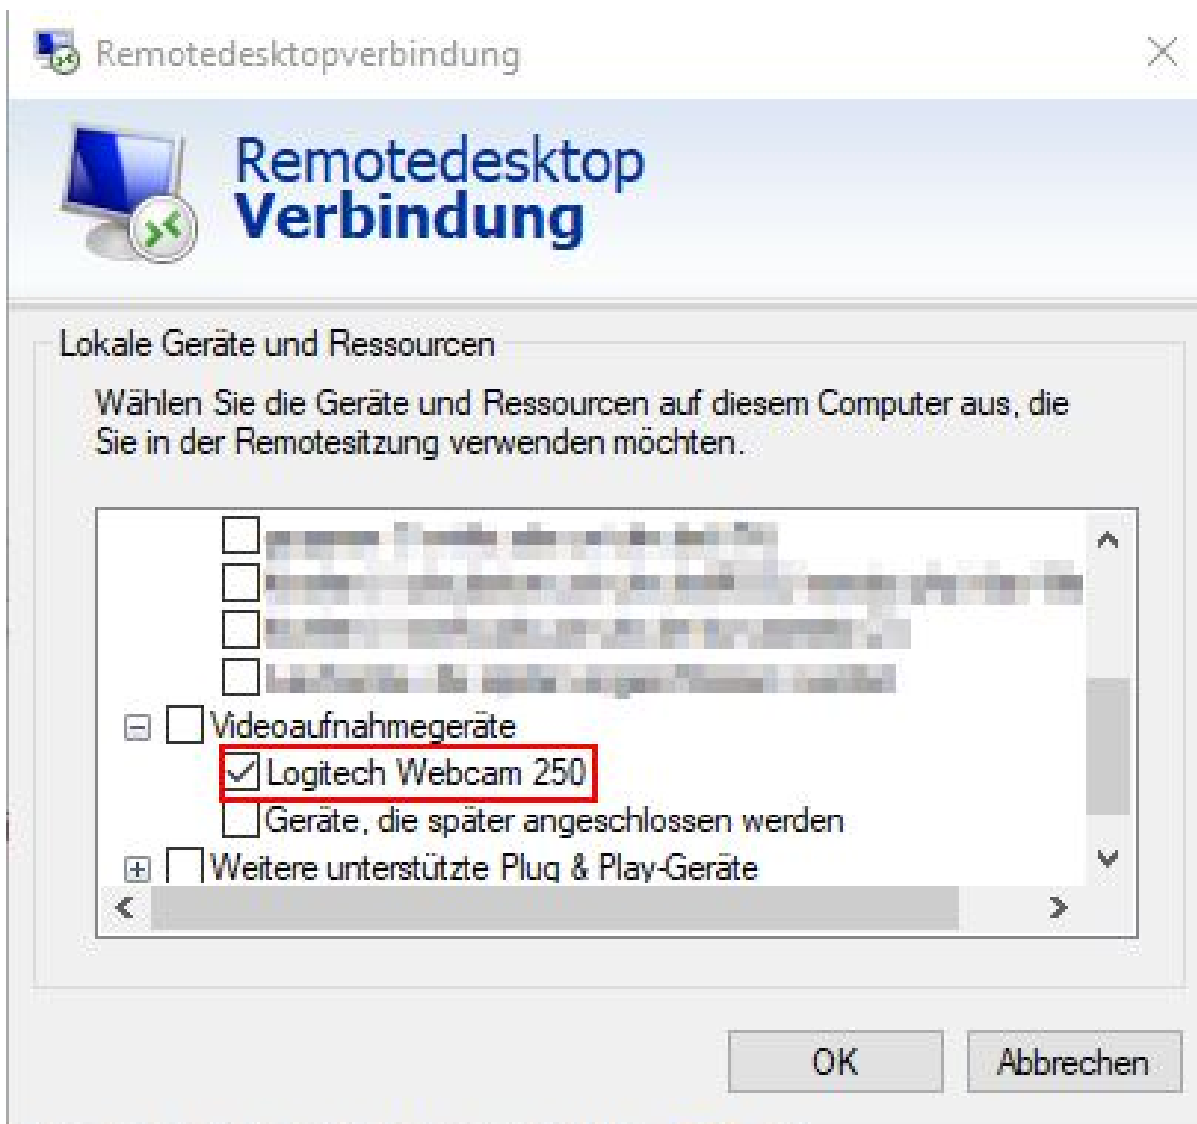 Remotedesktopverbindung
Remotedesktop
Verbindung
Lokale Geräte und Ressourcen
Wählen Sie die Geräte und Ressourcen auf diesem Computer aus, die
Sie in der Remotesitzung verwenden möchten.
Videoaufnahmegeräte
Logitech Webcam 250
Geräte, die später angeschlossen werden
Weitere unterstützte Plug & Play-Geräte
OK
Abbrechen